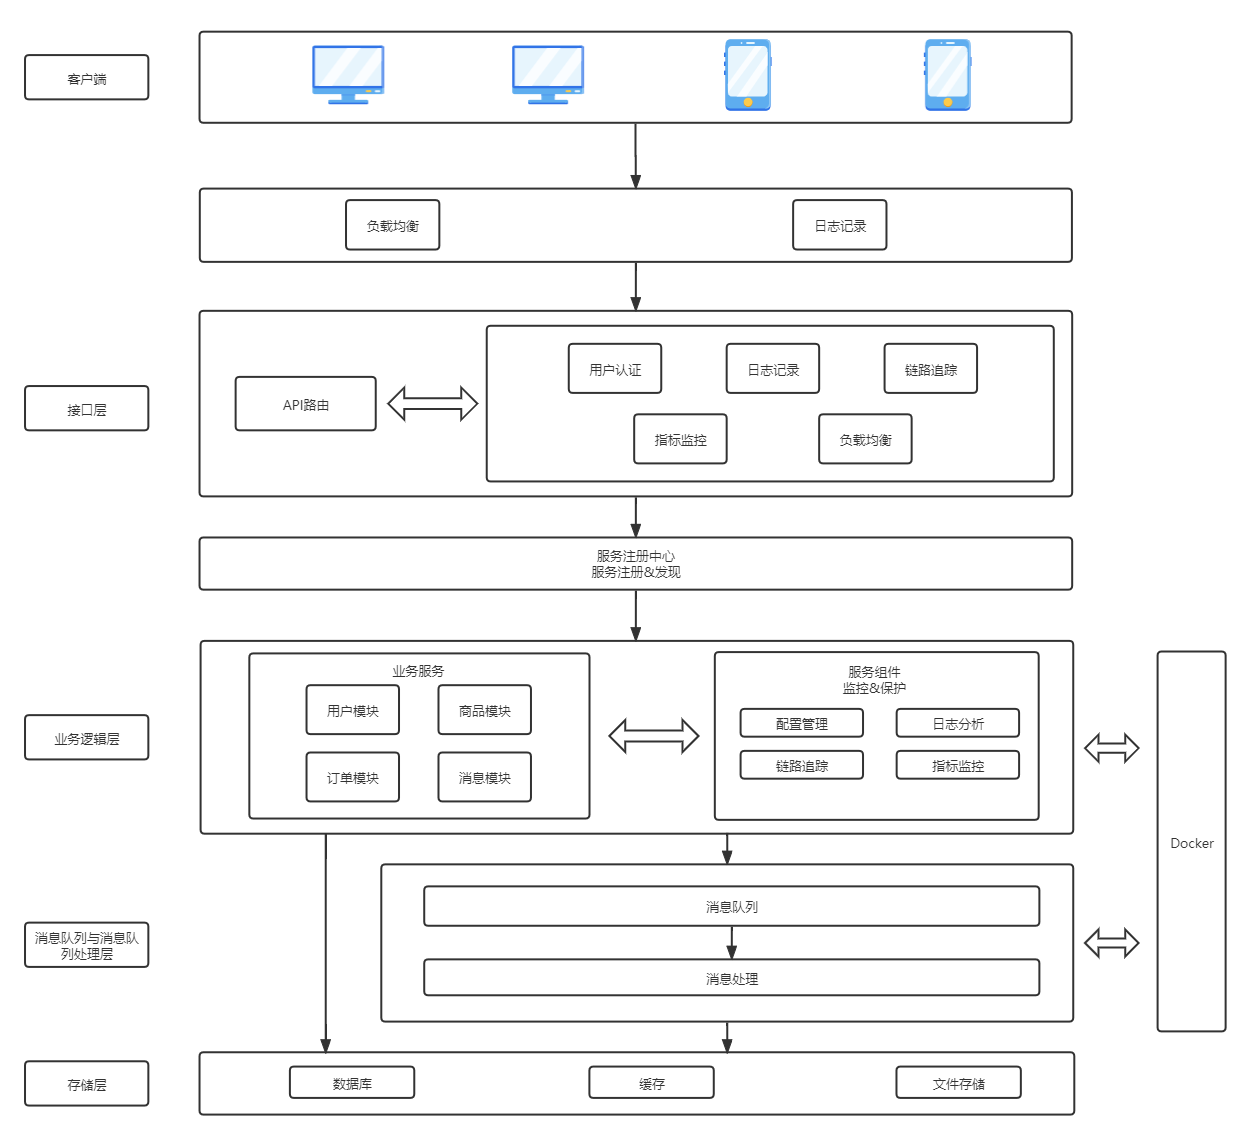 客户端
负载均衡
日志记录
接口层
API路由
用户认证
日志记录
链路追踪
指标监控
负载均衡
服务注册中心
服务注册&发现
业务逻辑层
业务服务
用户模块
商品模块
订单模块
消息模块
服务组件
监控&保护
配置管理
日志分析
链路追踪
指标监控
Docker
消息队列与消息队
列处理层
消息队列
消息处理
存储层
数据库
缓存
文件存储